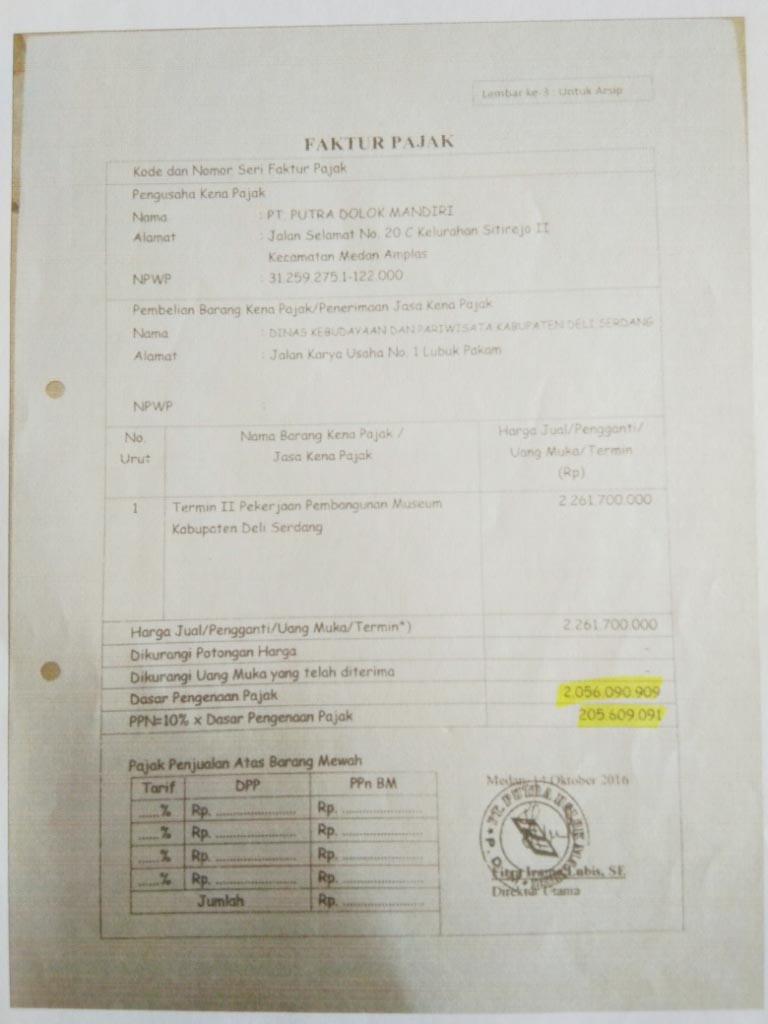 Lembar ke-3 : Untuk Arsip
FAKTUR PAJAK
Kode dan Nomor Seri Faktur Pajak
Pengusaha Kena Pajak
Nama : PT. PUTRA DOLOK MANDIRI
Alamat : Jalan Selamat No. 20 C Kelurahan Sitirejo II
Kecamatan Medan Amplas
NPWP : 31.259.275.1-122.000
Pembelian Barang Kena Pajak/Penerimaan Jasa Kena Pajak
Nama : DINAS KEBUDAYAAN DAN PARIWISATA KABUPATEN DELI SERDANG
Alamat : Jalan Karya Usaha No. 1 Lubuk Pakam
NPWP :
No. Urut
Nama Barang Kena Pajak / Jasa Kena Pajak
Harga Jual/Pengganti/ Uang Muka/Termin (Rp)
1 Termin II Pekerjaan Pembangunan Museum 2.261.700.000
Kabupaten Deli Serdang
Harga Jual/Pengganti/Uang Muka/Termin*) 2.261.700.000
Dikurangi Potongan Harga -
Dikurangi Uang Muka yang telah diterima -
Dasar Pengenaan Pajak 2.056.090.909
PPN=10% x Dasar Pengenaan Pajak 205.609.091
Pajak Penjualan Atas Barang Mewah
Tarif DPP PPn BM
......% Rp. ........................ Rp. ........................
......% Rp. ........................ Rp. ........................
......% Rp. ........................ Rp. ........................
......% Rp. ........................ Rp. ........................
Jumlah Rp. ........................
Medan, Oktober 2016
Lubis, SE
Direktur Utama